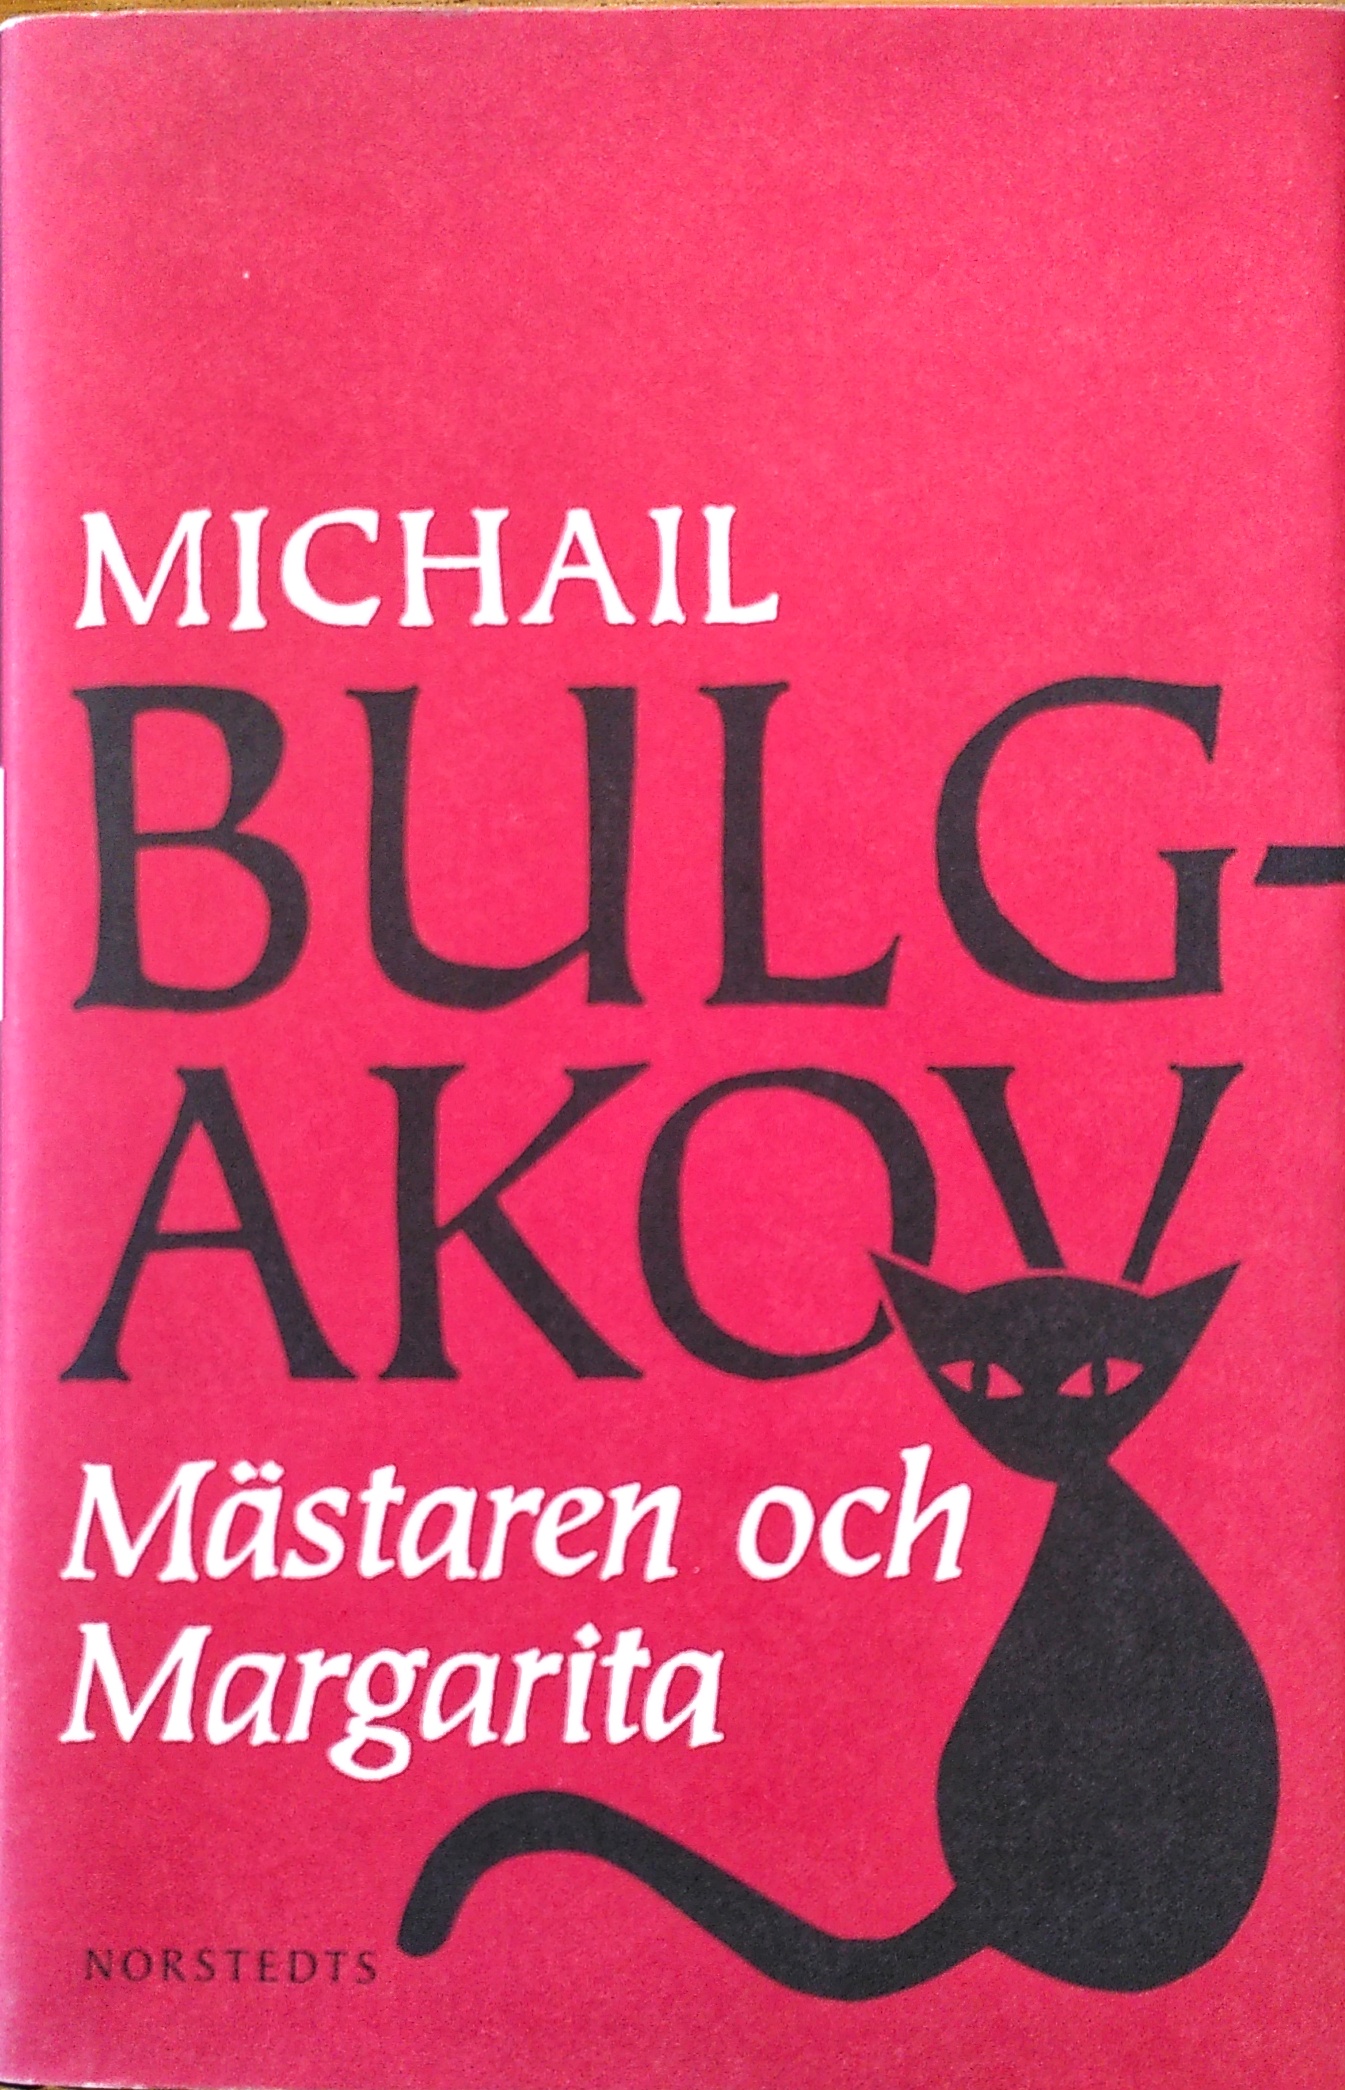 MICHAIL
BULG-
AKOV
Mästaren och
Margarita
NORSTEDTS